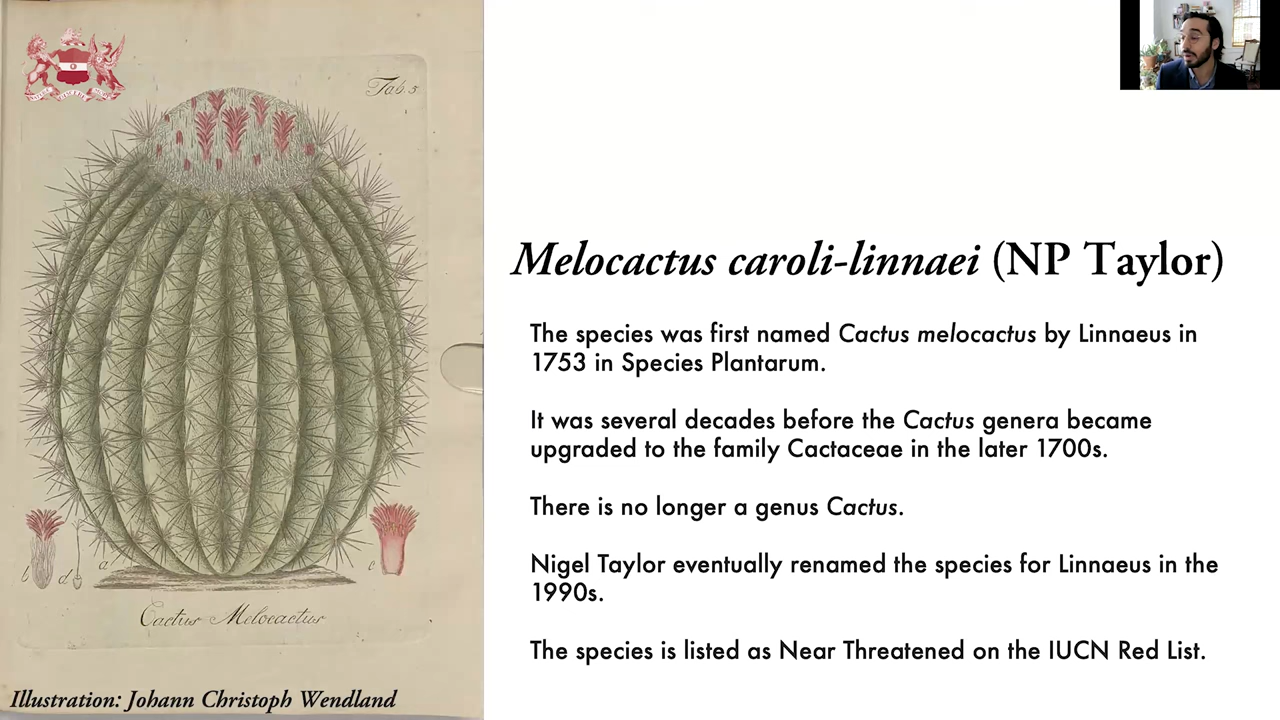 Tab. 5
b
d
a
c
Cactus Melocactus
Illustration: Johann Christoph Wendland
Melocactus caroli-linnaei (NP Taylor)
The species was first named Cactus melocactus by Linnaeus in
1753 in Species Plantarum.
It was several decades before the Cactus genera became
upgraded to the family Cactaceae in the later 1700s.
There is no longer a genus Cactus.
Nigel Taylor eventually renamed the species for Linnaeus in the
1990s.
The species is listed as Near Threatened on the IUCN Red List.